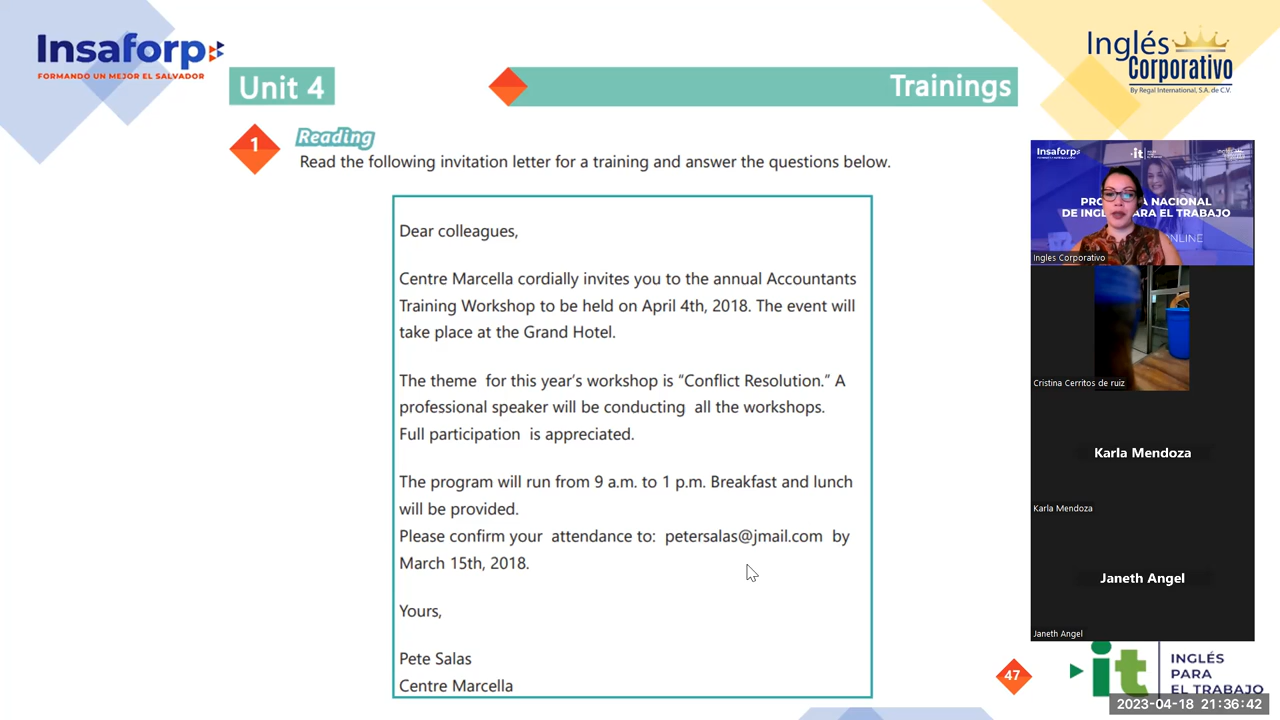 Insaforp
FORMANDO UN MEJOR EL SALVADOR
Inglés
Corporativo
By Regal International, S.A. de C.V.
Unit 4
Trainings
1
Reading
Read the following invitation letter for a training and answer the questions below.
Dear colleagues,
Centre Marcella cordially invites you to the annual Accountants
Training Workshop to be held on April 4th, 2018. The event will
take place at the Grand Hotel.
The theme for this year's workshop is “Conflict Resolution.” A
professional speaker will be conducting all the workshops.
Full participation is appreciated.
The program will run from 9 a.m. to 1 p.m. Breakfast and lunch
will be provided.
Please confirm your attendance to: petersalas@jmail.com by
March 15th, 2018.
Yours,
Pete Salas
Centre Marcella
Insaforp
it
NACIONAL
PARA EL TRABAJO
Ingles Corporativo
Cristina Cerritos de ruiz
Karla Mendoza
Karla Mendoza
Janeth Angel
Janeth Angel
47
it
INGLÉS
PARA
EL TRABAJO
2023-04-18 21:36:42